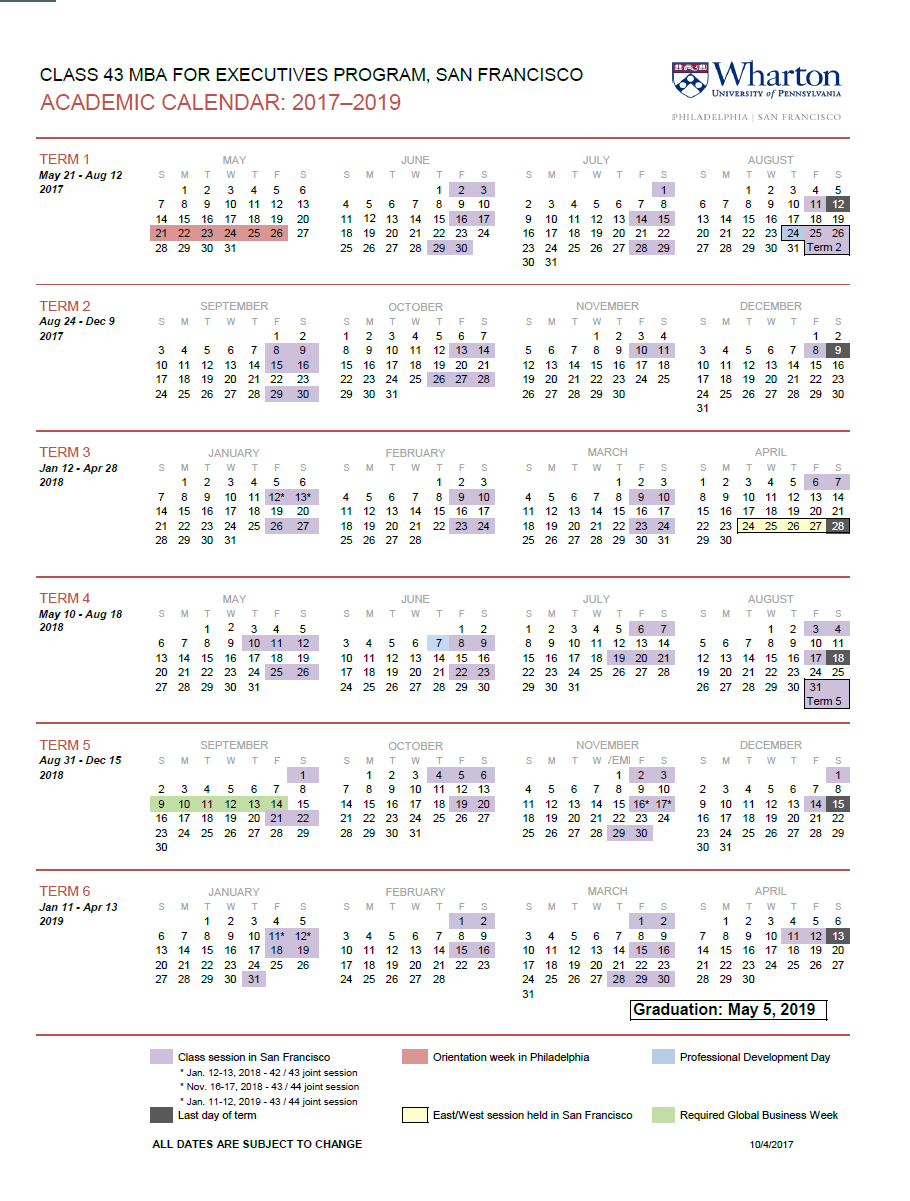 CLASS 43 MBA FOR EXECUTIVES PROGRAM, SAN FRANCISCO
ACADEMIC CALENDAR: 2017–2019
Wharton
UNIVERSITY of PENNSYLVANIA
PHILADELPHIA | SAN FRANCISCO
TERM 1
May 21 - Aug 12
2017
MAY
S M T W T F S
1 2 3 4 5 6
7 8 9 10 11 12 13
14 15 16 17 18 19 20
21 22 23 24 25 26 27
28 29 30 31
JUNE
S M T W T F S
1 2 3
4 5 6 7 8 9 10
11 12 13 14 15 16 17
18 19 20 21 22 23 24
25 26 27 28 29 30
JULY
S M T W T F S
1
2 3 4 5 6 7 8
9 10 11 12 13 14 15
16 17 18 19 20 21 22
23 24 25 26 27 28 29
30 31
AUGUST
S M T W T F S
1 2 3 4 5
6 7 8 9 10 11 12
13 14 15 16 17 18 19
20 21 22 23 24 25 26
27 28 29 30 31 Term 2
TERM 2
Aug 24 - Dec 9
2017
SEPTEMBER
S M T W T F S
1 2
3 4 5 6 7 8 9
10 11 12 13 14 15 16
17 18 19 20 21 22 23
24 25 26 27 28 29 30
OCTOBER
S M T W T F S
1 2 3 4 5 6 7
8 9 10 11 12 13 14
15 16 17 18 19 20 21
22 23 24 25 26 27 28
29 30 31
NOVEMBER
S M T W T F S
1 2 3 4
5 6 7 8 9 10 11
12 13 14 15 16 17 18
19 20 21 22 23 24 25
26 27 28 29 30
DECEMBER
S M T W T F S
1 2
3 4 5 6 7 8 9
10 11 12 13 14 15 16
17 18 19 20 21 22 23
24 25 26 27 28 29 30
31
TERM 3
Jan 12 - Apr 28
2018
JANUARY
S M T W T F S
1 2 3 4 5 6
7 8 9 10 11 12* 13*
14 15 16 17 18 19 20
21 22 23 24 25 26 27
28 29 30 31
FEBRUARY
S M T W T F S
1 2 3
4 5 6 7 8 9 10
11 12 13 14 15 16 17
18 19 20 21 22 23 24
25 26 27 28
MARCH
S M T W T F S
1 2 3
4 5 6 7 8 9 10
11 12 13 14 15 16 17
18 19 20 21 22 23 24
25 26 27 28 29 30 31
APRIL
S M T W T F S
1 2 3 4 5 6 7
8 9 10 11 12 13 14
15 16 17 18 19 20 21
22 23 24 25 26 27 28
29 30
TERM 4
May 10 - Aug 18
2018
MAY
S M T W T F S
1 2 3 4 5
6 7 8 9 10 11 12
13 14 15 16 17 18 19
20 21 22 23 24 25 26
27 28 29 30 31
JUNE
S M T W T F S
1 2
3 4 5 6 7 8 9
10 11 12 13 14 15 16
17 18 19 20 21 22 23
24 25 26 27 28 29 30
JULY
S M T W T F S
1 2 3 4 5 6 7
8 9 10 11 12 13 14
15 16 17 18 19 20 21
22 23 24 25 26 27 28
29 30 31
AUGUST
S M T W T F S
1 2 3 4
5 6 7 8 9 10 11
12 13 14 15 16 17 18
19 20 21 22 23 24 25
26 27 28 29 30 31
Term 5
TERM 5
Aug 31 - Dec 15
2018
SEPTEMBER
S M T W T F S
1
2 3 4 5 6 7 8
9 10 11 12 13 14 15
16 17 18 19 20 21 22
23 24 25 26 27 28 29
30
OCTOBER
S M T W T F S
1 2 3 4 5 6
7 8 9 10 11 12 13
14 15 16 17 18 19 20
21 22 23 24 25 26 27
28 29 30 31
NOVEMBER
S M T W /EMI F S
1 2 3
4 5 6 7 8 9 10
11 12 13 14 15 16* 17*
18 19 20 21 22 23 24
25 26 27 28 29 30
DECEMBER
S M T W T F S
1
2 3 4 5 6 7 8
9 10 11 12 13 14 15
16 17 18 19 20 21 22
23 24 25 26 27 28 29
30 31
TERM 6
Jan 11 - Apr 13
2019
JANUARY
S M T W T F S
1 2 3 4 5
6 7 8 9 10 11* 12*
13 14 15 16 17 18 19
20 21 22 23 24 25 26
27 28 29 30 31
FEBRUARY
S M T W T F S
1 2
3 4 5 6 7 8 9
10 11 12 13 14 15 16
17 18 19 20 21 22 23
24 25 26 27 28
MARCH
S M T W T F S
1 2
3 4 5 6 7 8 9
10 11 12 13 14 15 16
17 18 19 20 21 22 23
24 25 26 27 28 29 30
31
APRIL
S M T W T F S
1 2 3 4 5 6
7 8 9 10 11 12 13
14 15 16 17 18 19 20
21 22 23 24 25 26 27
28 29 30
Graduation: May 5, 2019
Class session in San Francisco
* Jan. 12-13, 2018 - 42 / 43 joint session
* Nov. 16-17, 2018 - 43 / 44 joint session
* Jan. 11-12, 2019 - 43 / 44 joint session
Last day of term
Orientation week in Philadelphia
East/West session held in San Francisco
Professional Development Day
Required Global Business Week
ALL DATES ARE SUBJECT TO CHANGE
10/4/2017